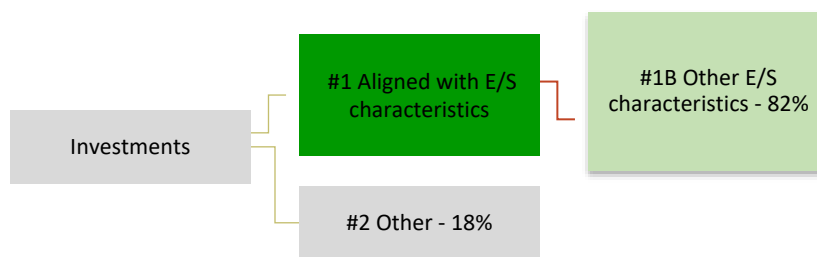 Investments
#1 Aligned with E/S
characteristics
#2 Other - 18%
#1B Other E/S
characteristics - 82%